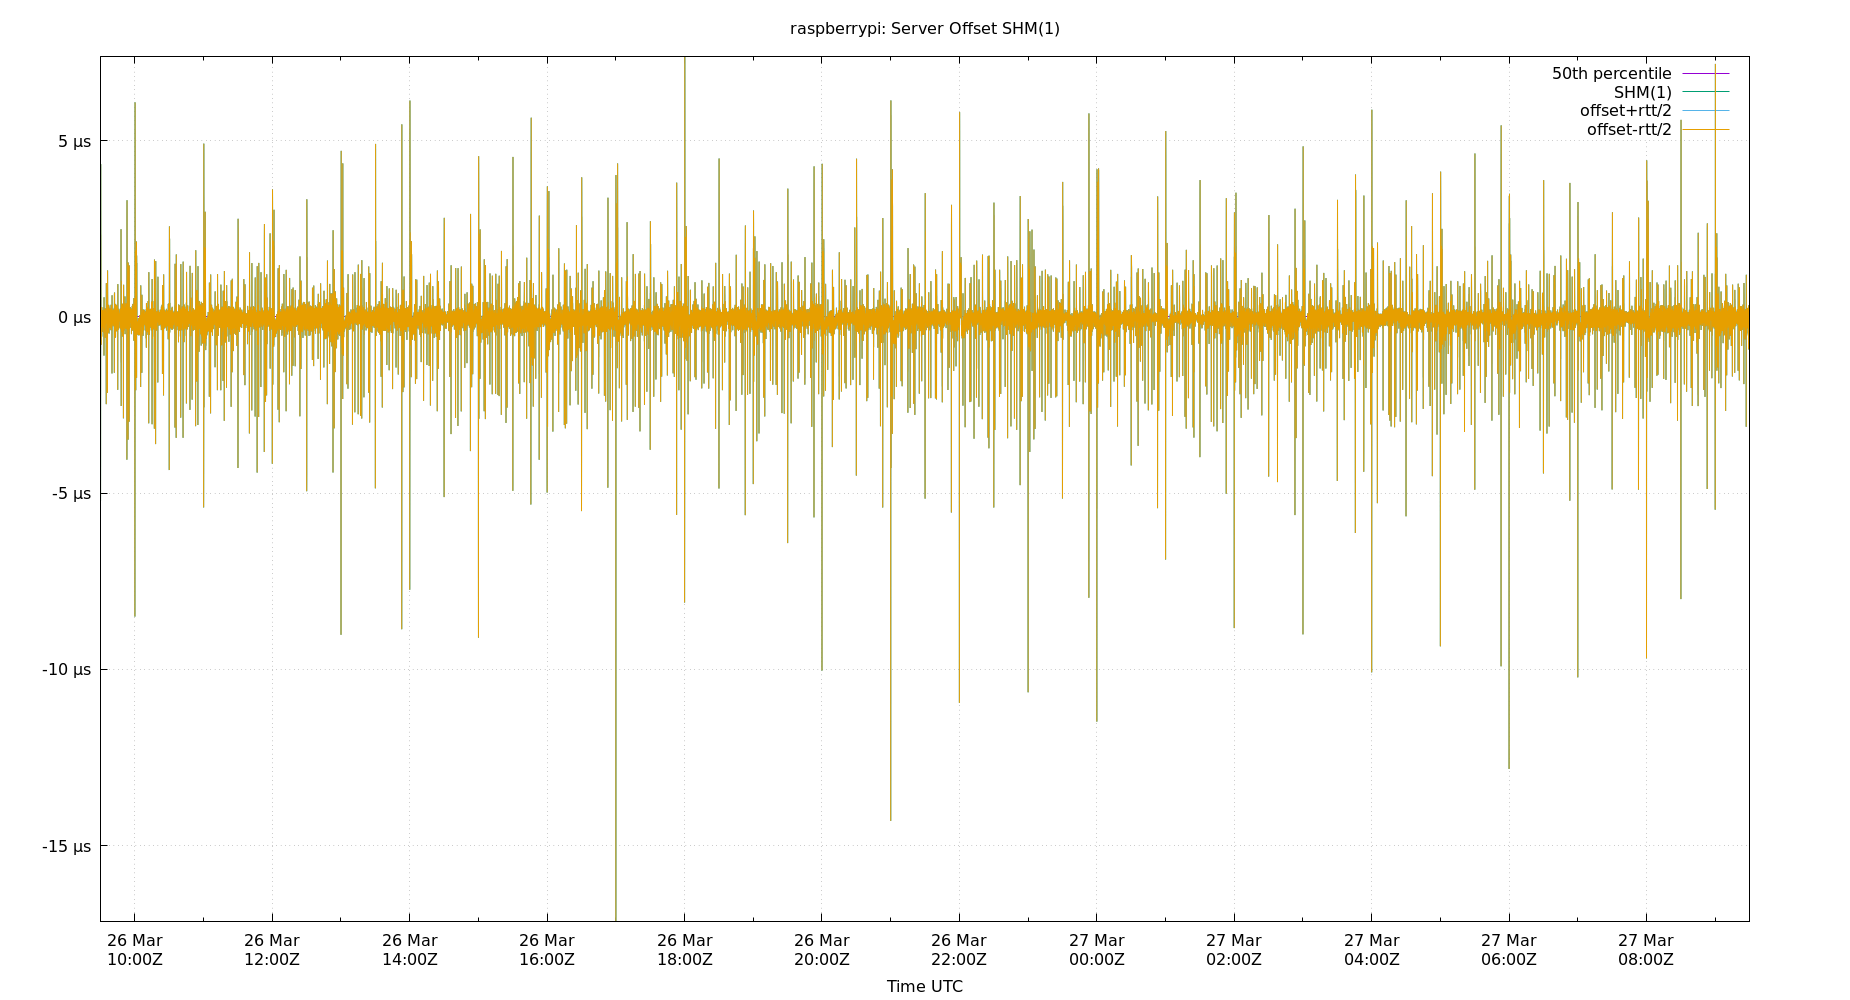 raspberrypi: Server Offset SHM(1)
50th percentile
SHM(1)
offset+rtt/2
offset-rtt/2
5 µs
0 µs
-5 µs
-10 µs
-15 µs
26 Mar 26 Mar 26 Mar 26 Mar 26 Mar 26 Mar 26 Mar 27 Mar 27 Mar 27 Mar 27 Mar 27 Mar
10:00Z 12:00Z 14:00Z 16:00Z 18:00Z 20:00Z 22:00Z 00:00Z 02:00Z 04:00Z 06:00Z 08:00Z
Time UTC